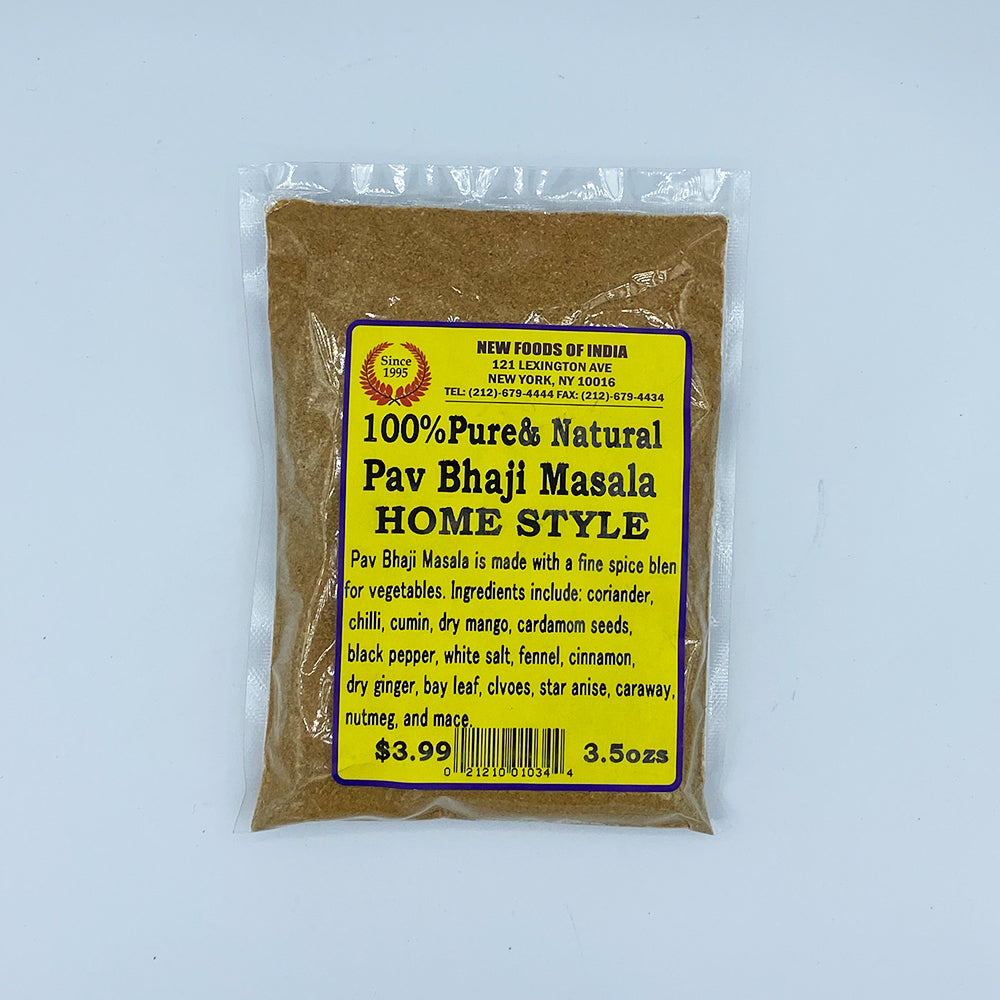 Since
1995
NEW FOODS OF INDIA
121 LEXINGTON AVE
NEW YORK, NY 10016
TEL: (212)-679-4444 FAX: (212)-679-4434
100%Pure& Natural
Pav Bhaji Masala
HOME STYLE
Pav Bhaji Masala is made with a fine spice blen
for vegetables. Ingredients include: coriander,
chilli, cumin, dry mango, cardamom seeds,
black pepper, white salt, fennel, cinnamon,
dry ginger, bay leaf, clvoes, star anise, caraway,
nutmeg, and mace.
$3.99
0 21210 01034 4
3.5ozs